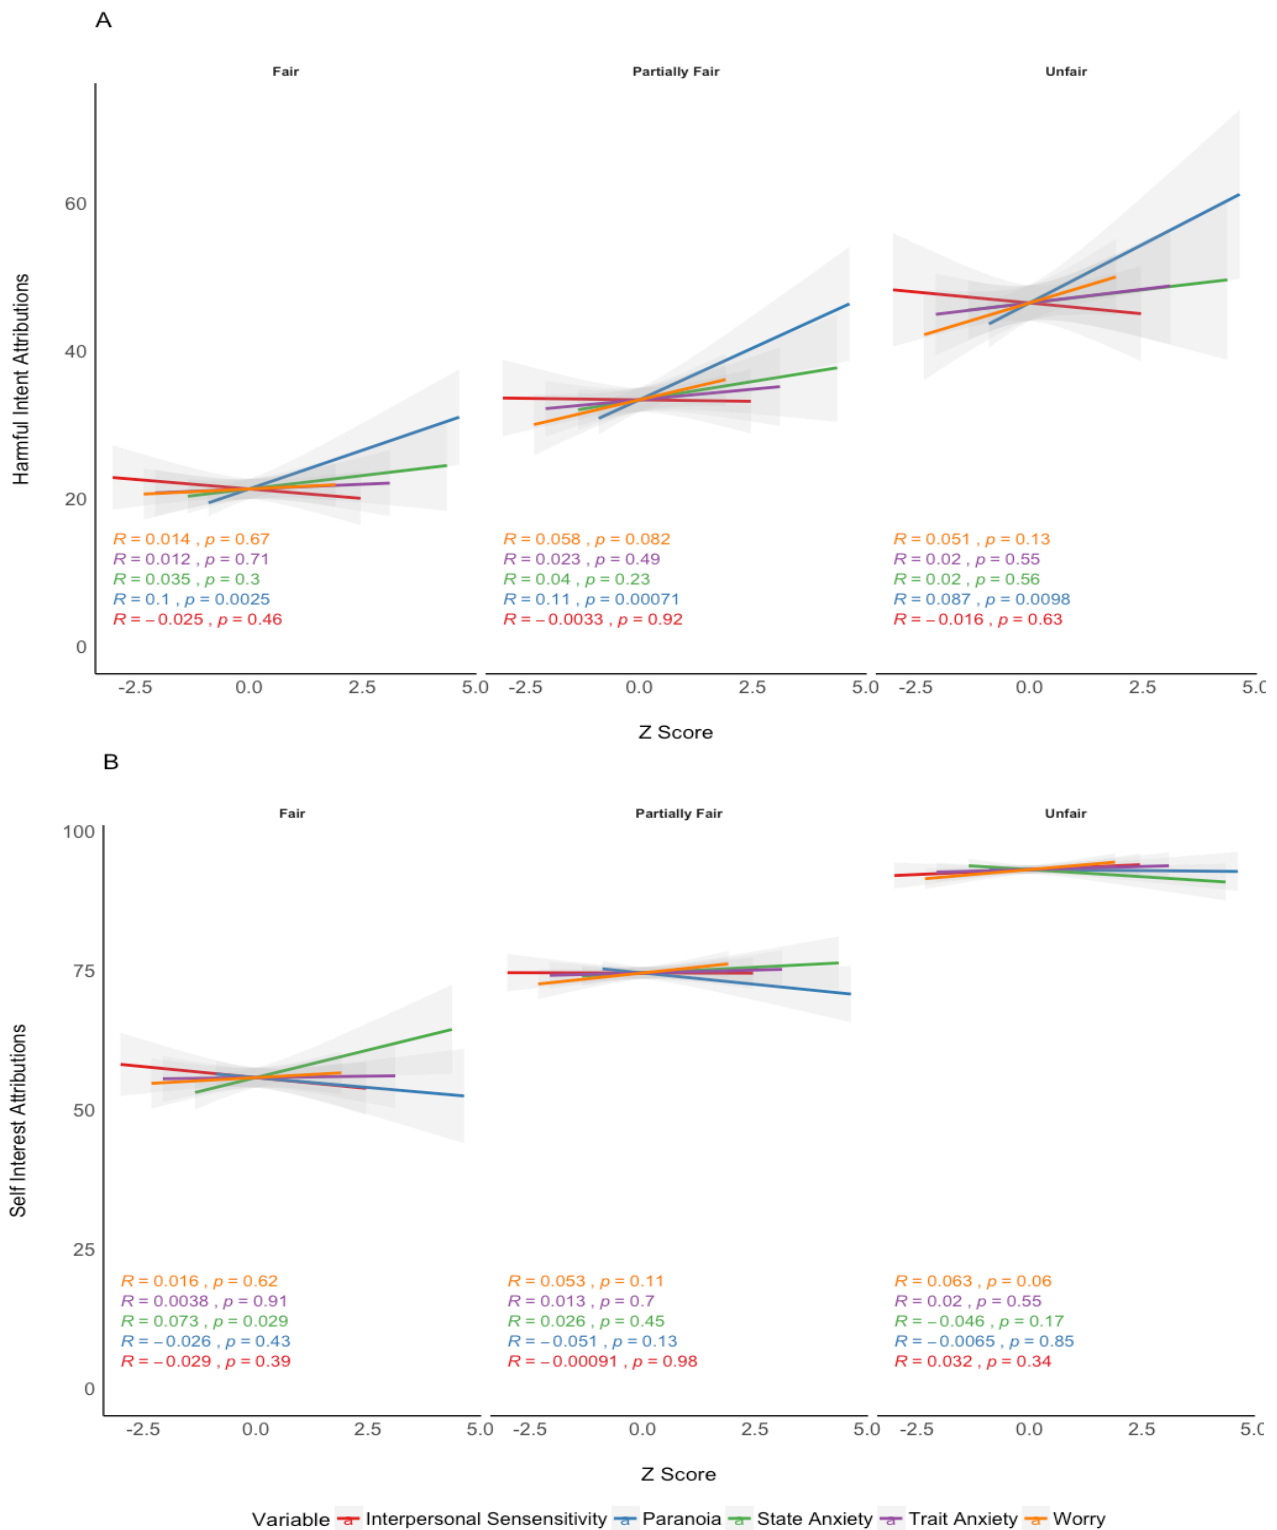 A
Fair Partially Fair Unfair
Harmful Intent Attributions
60
40
20
0
R = 0.014 , p = 0.67
R = 0.012 , p = 0.71
R = 0.035 , p = 0.3
R = 0.1 , p = 0.0025
R = −0.025 , p = 0.46
R = 0.058 , p = 0.082
R = 0.023 , p = 0.49
R = 0.04 , p = 0.23
R = 0.11 , p = 0.00071
R = −0.0033 , p = 0.92
R = 0.051 , p = 0.13
R = 0.02 , p = 0.55
R = 0.02 , p = 0.56
R = 0.087 , p = 0.0098
R = −0.016 , p = 0.63
-2.5 0.0 2.5 5.0 -2.5 0.0 2.5 5.0 -2.5 0.0 2.5 5.0
Z Score
B
Fair Partially Fair Unfair
Self Interest Attributions
100
75
50
25
0
R = 0.016 , p = 0.62
R = 0.0038 , p = 0.91
R = 0.073 , p = 0.029
R = −0.026 , p = 0.43
R = −0.029 , p = 0.39
R = 0.053 , p = 0.11
R = 0.013 , p = 0.7
R = 0.026 , p = 0.45
R = −0.051 , p = 0.13
R = −0.00091 , p = 0.98
R = 0.063 , p = 0.06
R = 0.02 , p = 0.55
R = −0.046 , p = 0.17
R = −0.0065 , p = 0.85
R = 0.032 , p = 0.34
-2.5 0.0 2.5 5.0 -2.5 0.0 2.5 5.0 -2.5 0.0 2.5 5.0
Z Score
Variable a Interpersonal Sensensitivity a Paranoia a State Anxiety a Trait Anxiety a Worry